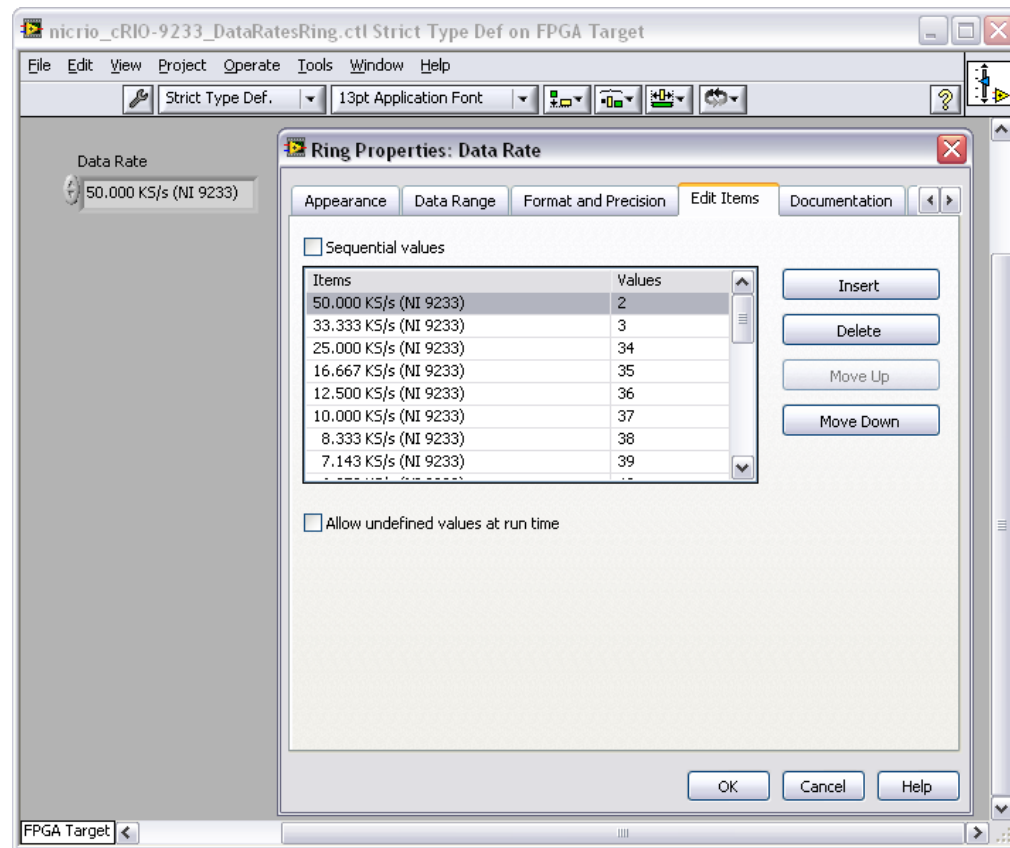 nicrio_cRIO-9233_DataRatesRing.ctl Strict Type Def on FPGA Target
File Edit View Project Operate Tools Window Help
Strict Type Def. 13pt Application Font
Data Rate
50.000 KS/s (NI 9233)
Ring Properties: Data Rate
Appearance Data Range Format and Precision Edit Items Documentation
Sequential values
Items Values
50.000 KS/s (NI 9233) 2
33.333 KS/s (NI 9233) 3
25.000 KS/s (NI 9233) 34
16.667 KS/s (NI 9233) 35
12.500 KS/s (NI 9233) 36
10.000 KS/s (NI 9233) 37
8.333 KS/s (NI 9233) 38
7.143 KS/s (NI 9233) 39
Insert
Delete
Move Up
Move Down
Allow undefined values at run time
OK Cancel Help
FPGA Target